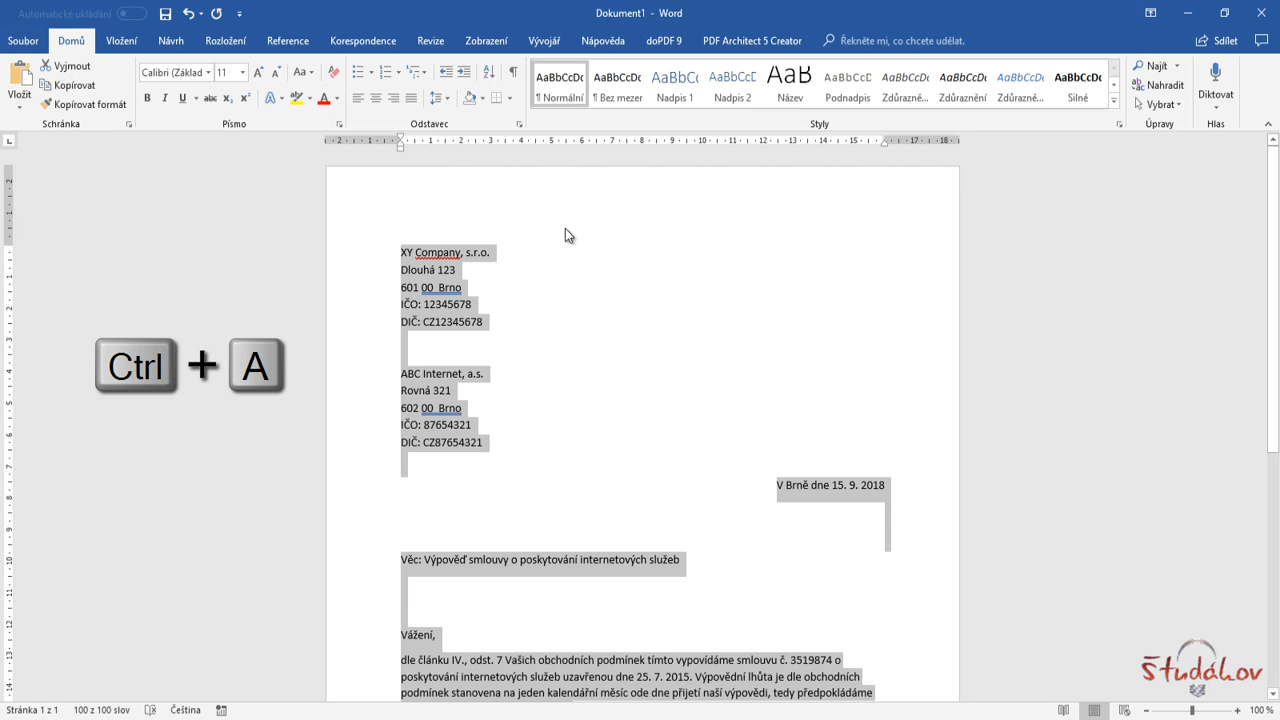 Automatické ukládání
Dokument1 - Word
Soubor Domů Vložení Návrh Rozložení Reference Korespondence Revize Zobrazení Vývojář Nápověda doPDF 9 PDF Architect 5 Creator Řekněte mi, co chcete udělat. Sdílet
Vložit
Vyjmout
Kopírovat
Kopírovat formát
Schránka
Calibri (Základ 11
Písmo
Odstavec
AaBbCcDc AaBbCcDc AaBbCc AaBbCcD AaB AaBbCcD AaBbCcDc AaBbCcDc AaBbCcDc AaBbCcDc
¶ Normální ¶ Bez mezer Nadpis 1 Nadpis 2 Název Podnadpis Zdůrazně... Zdůraznění Zdůrazně... Silné
Styly
Najít
Nahradit
Vybrat
Úpravy
Diktovat
Hlas
XY Company, s.r.o.
Dlouhá 123
601 00 Brno
IČO: 12345678
DIČ: CZ12345678
Ctrl + A
ABC Internet, a.s.
Rovná 321
602 00 Brno
IČO: 87654321
DIČ: CZ87654321
V Brně dne 15. 9. 2018
Věc: Výpověď smlouvy o poskytování internetových služeb
Vážení,
dle článku IV., odst. 7 Vašich obchodních podmínek tímto vypovídáme smlouvu č. 3519874 o
poskytování internetových služeb uzavřenou dne 25. 7. 2015. Výpovědní lhůta je dle obchodních
podmínek stanovena na jeden kalendářní měsíc ode dne přijetí naší výpovědi, tedy předpokládáme
Študákov
Stránka 1 z 1 100 z 100 slov Čeština 100 %